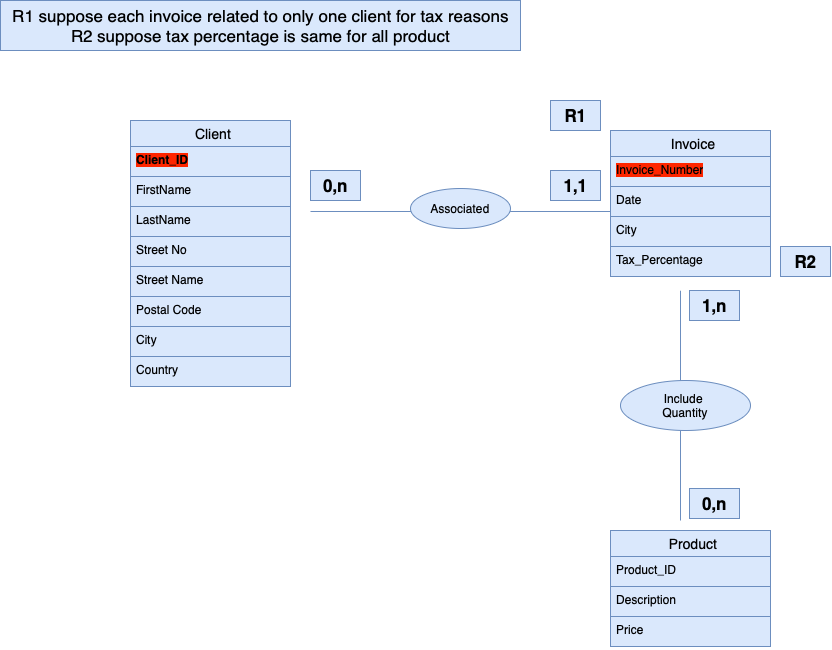 R1 suppose each invoice related to only one client for tax reasons
R2 suppose tax percentage is same for all product
Client
Client_ID
FirstName
LastName
Street No
Street Name
Postal Code
City
Country
0,n
Associated
1,1
R1
Invoice
Invoice_Number
Date
City
Tax_Percentage
R2
1,n
Include
Quantity
0,n
Product
Product_ID
Description
Price